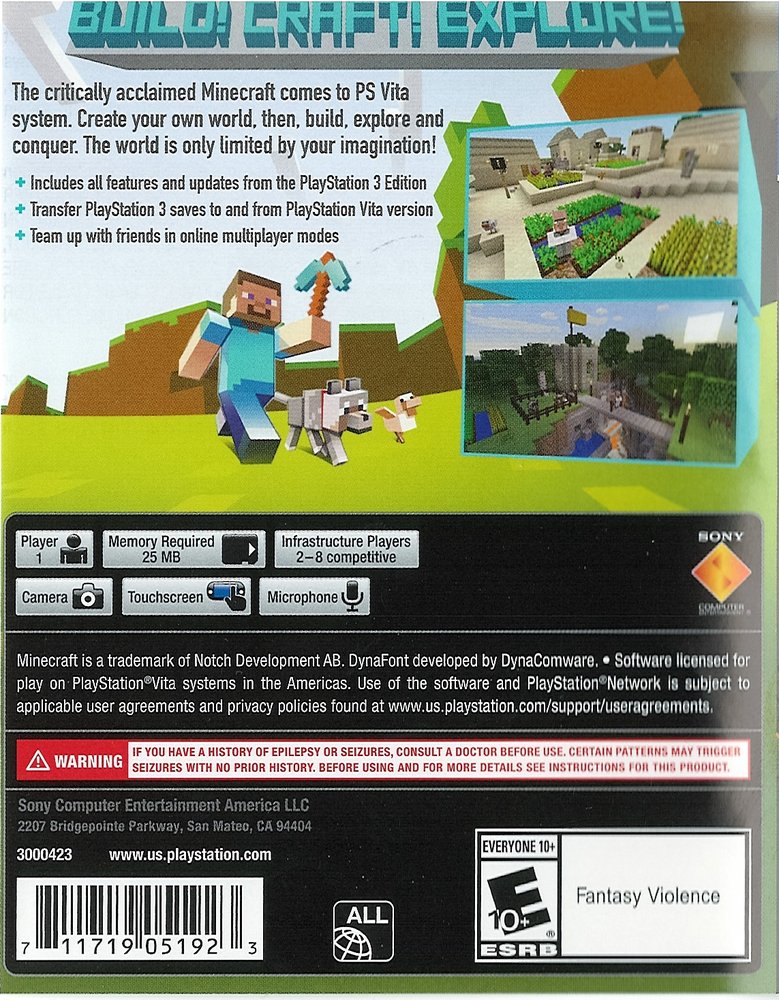 BUILD! CRAFT! EXPLORE!
The critically acclaimed Minecraft comes to PS Vita
system. Create your own world, then, build, explore and
conquer. The world is only limited by your imagination!
+ Includes all features and updates from the PlayStation 3 Edition
+ Transfer PlayStation 3 saves to and from PlayStation Vita version
+ Team up with friends in online multiplayer modes
Player
1
Memory Required
25 MB
Infrastructure Players
2–8 competitive
Camera
Touchscreen
Microphone
SONY
COMPUTER
ENTERTAINMENT
Minecraft is a trademark of Notch Development AB. DynaFont developed by DynaComware. • Software licensed for
play on PlayStation®Vita systems in the Americas. Use of the software and PlayStation®Network is subject to
applicable user agreements and privacy policies found at www.us.playstation.com/support/useragreements.
WARNING
IF YOU HAVE A HISTORY OF EPILEPSY OR SEIZURES, CONSULT A DOCTOR BEFORE USE. CERTAIN PATTERNS MAY TRIGGER
SEIZURES WITH NO PRIOR HISTORY. BEFORE USING AND FOR MORE DETAILS SEE INSTRUCTIONS FOR THIS PRODUCT.
Sony Computer Entertainment America LLC
2207 Bridgepointe Parkway, San Mateo, CA 94404
3000423 www.us.playstation.com
7 11719 05192 3
ALL
EVERYONE 10+
E
10+
®
ESRB
Fantasy Violence